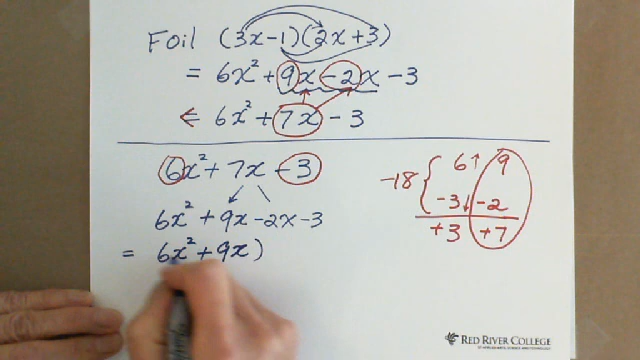 Foil (3x-1)(2x+3)
= 6x² + 9x - 2x - 3
← 6x² + 7x - 3
6x² + 7x - 3
6x² + 9x - 2x - 3
= 6x² + 9x)
-18 { 6↑ 9
-3↓ -2
+3 +7
RED RIVER COLLEGE